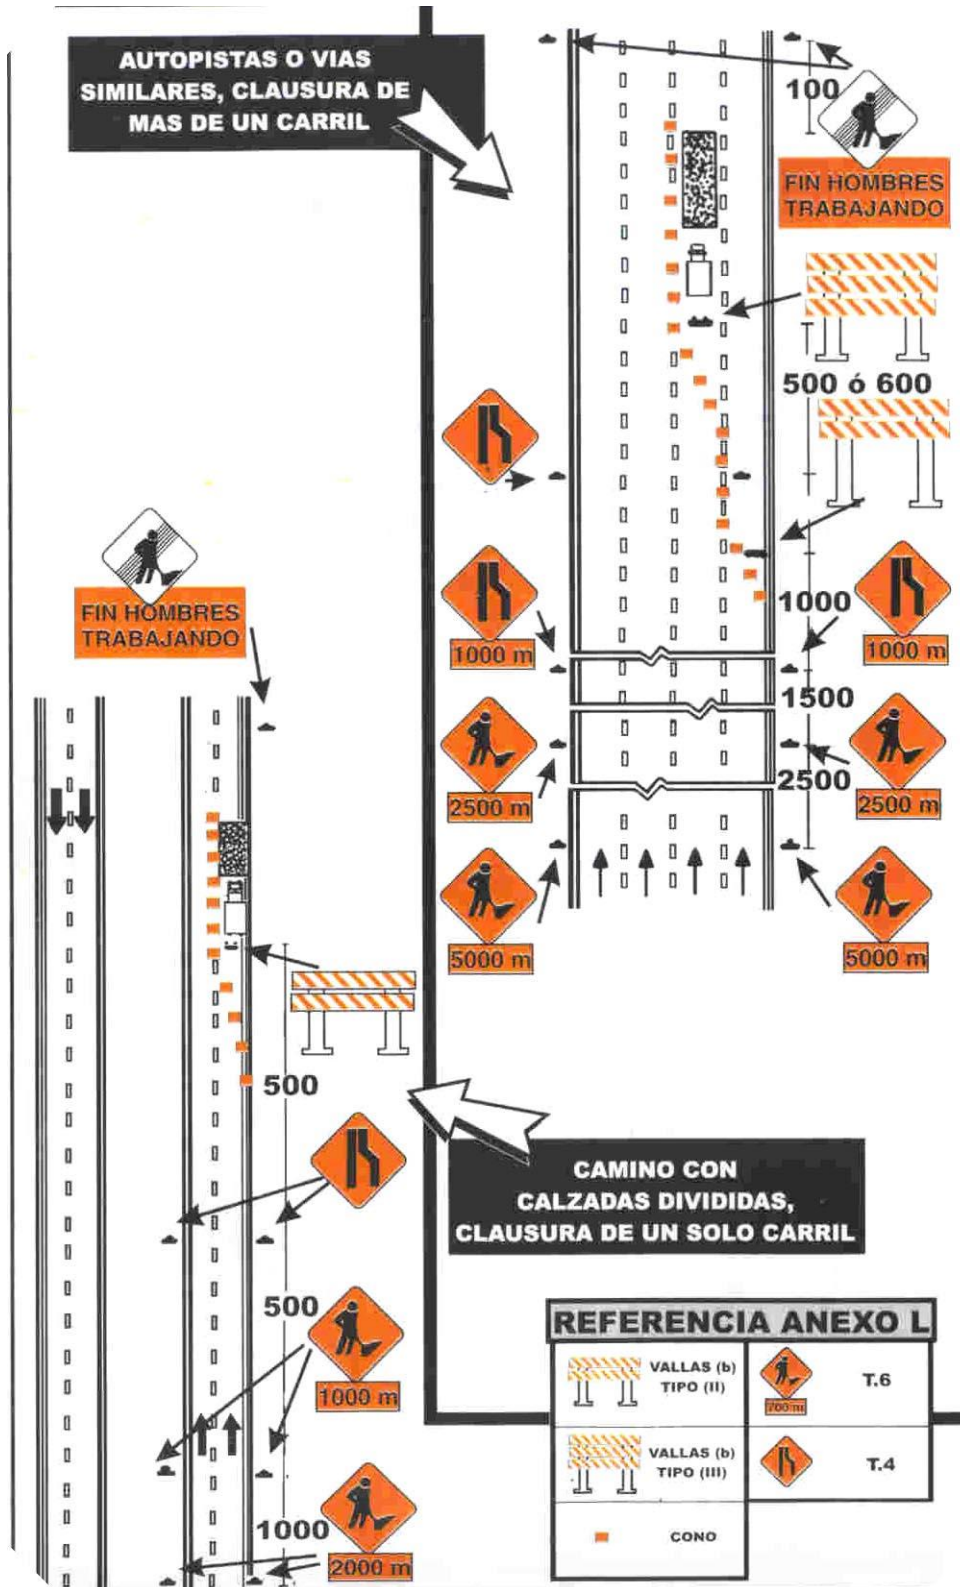 AUTOPISTAS O VIAS
SIMILARES, CLAUSURA DE
MAS DE UN CARRIL
100
FIN HOMBRES
TRABAJANDO
500 ó 600
1000
1000 m
1000 m
1500
2500 m
2500 m
2500
5000 m
5000 m
FIN HOMBRES
TRABAJANDO
500
500
1000 m
1000
2000 m
CAMINO CON
CALZADAS DIVIDIDAS,
CLAUSURA DE UN SOLO CARRIL
REFERENCIA ANEXO L
VALLAS (b)
TIPO (II)
700 m
T.6
VALLAS (b)
TIPO (III)
T.4
CONO